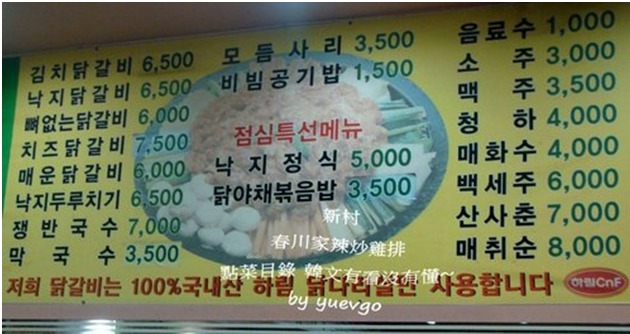 김치닭갈비 6,500
낙지닭갈비 6,500
뼈없는닭갈비 6,000
치즈닭갈비 7,500
매운닭갈비 6,000
낙지두루치기 6,500
쟁반국수 7,000
막국수 3,500
모듬사리 3,500
비빔공기밥 1,500
점심특선메뉴
낙지정식 5,000
닭야채볶음밥 3,500
음료수 1,000
소주 3,000
맥주 3,500
청하 4,000
매화수 4,000
백세주 6,000
산사춘 7,000
매취순 8,000
新村
春川家辣炒雞排
點菜目錄 韓文有看沒有懂~
저희 닭갈비는 100%국내산 하림 닭다리살만 사용합니다
하림CnF
by yuevgo